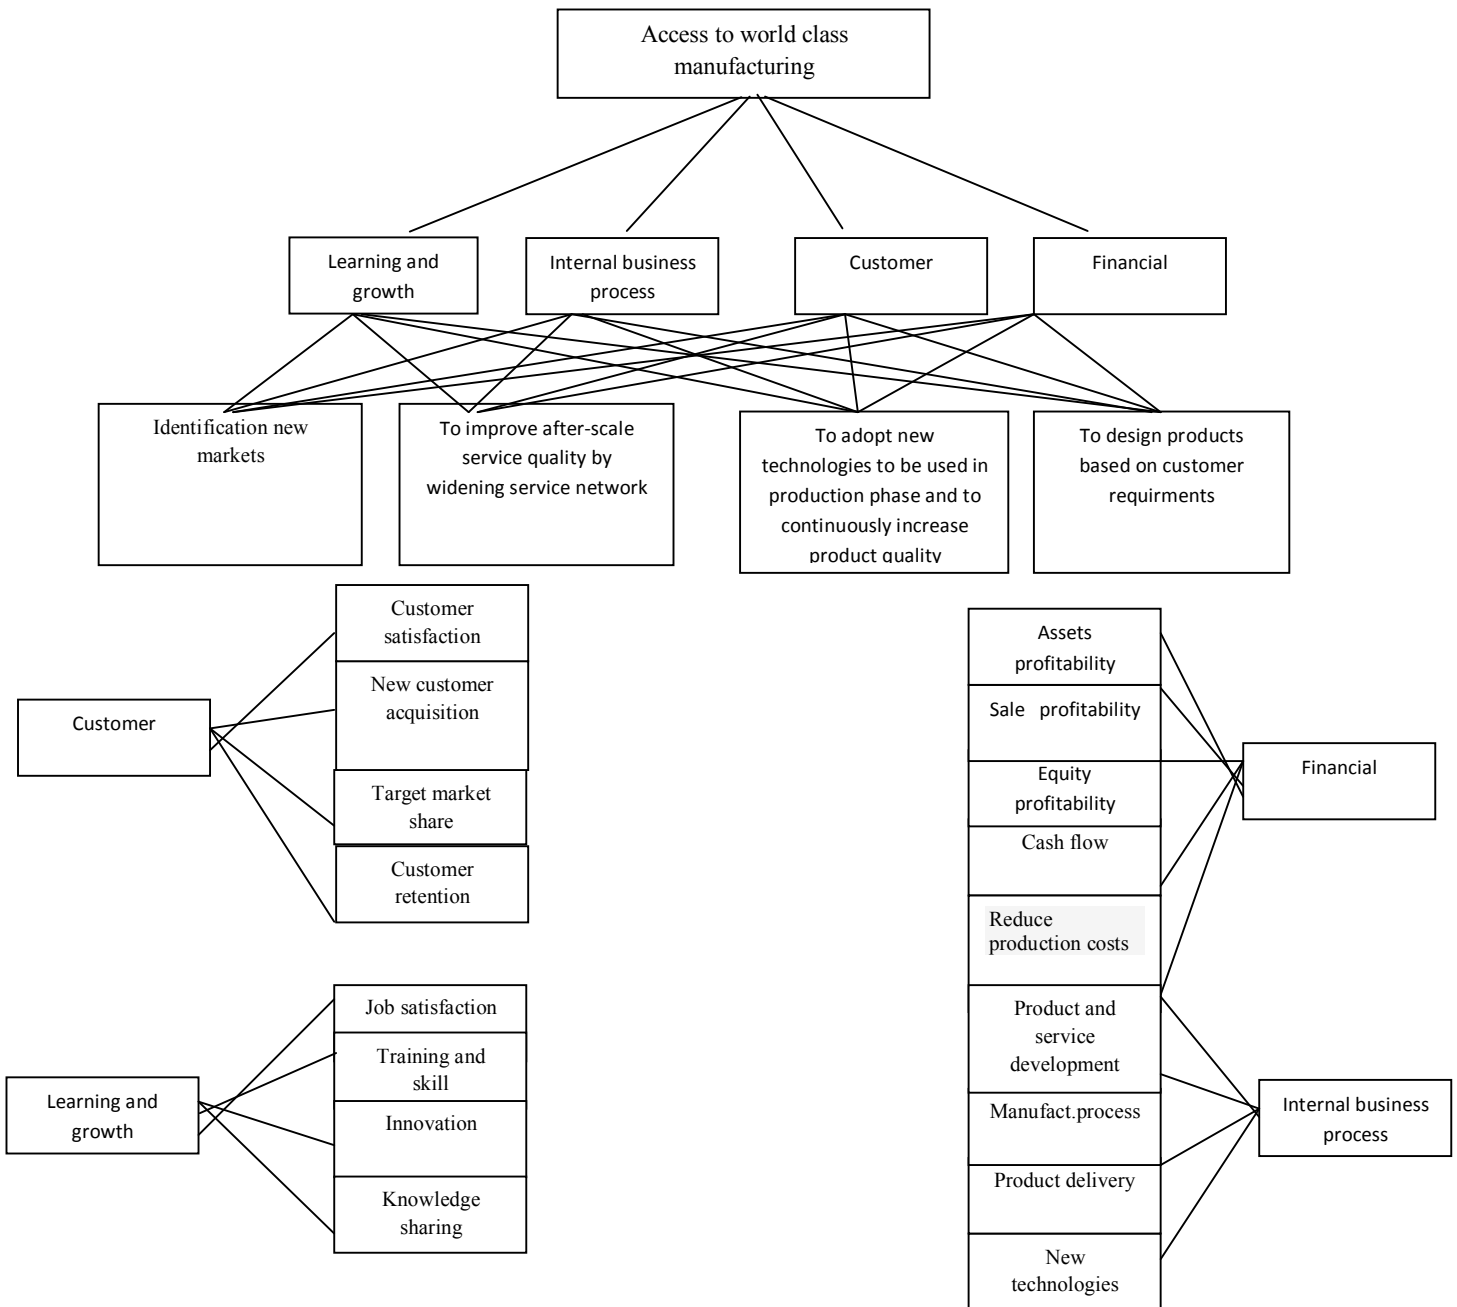 Access to world class
manufacturing
Learning and
growth
Internal business
process
Customer
Financial
Identification new
markets
To improve after-scale
service quality by
widening service network
To adopt new
technologies to be used in
production phase and to
continuously increase
product quality
To design products
based on customer
requirments
Customer
Customer
satisfaction
New customer
acquisition
Target market
share
Customer
retention
Learning and
growth
Job satisfaction
Training and
skill
Innovation
Knowledge
sharing
Assets
profitability
Sale profitability
Equity
profitability
Cash flow
Reduce
production costs
Financial
Product and
service
development
Manufact.process
Product delivery
New
technologies
Internal business
process